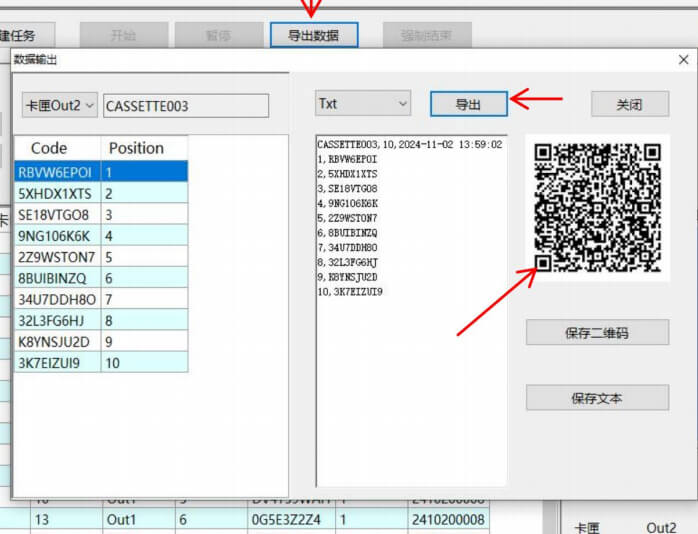 建任务 开始 暂停 导出数据 强制结束
数据输出
卡匣Out2 CASSETTE003 Txt 导出 关闭
Code Position
RBVW6EPOI 1
5XHDX1XTS 2
SE18VTGO8 3
9NG106K6K 4
2Z9WSTON7 5
8BUIBINZQ 6
34U7DDH8O 7
32L3FG6HJ 8
K8YNSJU2D 9
3K7EIZUI9 10
CASSETTE003,10,2024-11-02 13:59:02
1,RBVW6EPOI
2,5XHDX1XTS
3,SE18VTGO8
4,9NG106K6K
5,2Z9WSTON7
6,8BUIBINZQ
7,34U7DDH8O
8,32L3FG6HJ
9,K8YNSJU2D
10,3K7EIZUI9
保存二维码
保存文本
卡
13 Out1 6 0G5E3Z2Z4 1 2410200008
卡匣 Out2